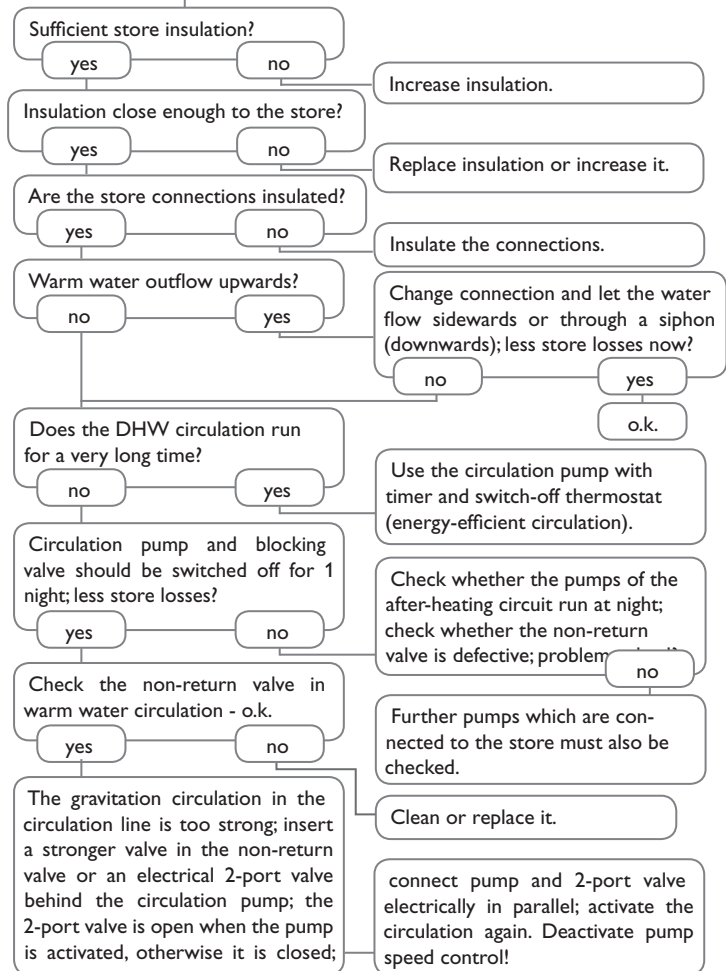 Sufficient store insulation?
yes
no
Increase insulation.
Insulation close enough to the store?
yes
no
Replace insulation or increase it.
Are the store connections insulated?
yes
no
Insulate the connections.
Warm water outflow upwards?
no
yes
Change connection and let the water
flow sidewards or through a siphon
(downwards); less store losses now?
no
yes
o.k.
Does the DHW circulation run
for a very long time?
no
yes
Use the circulation pump with
timer and switch-off thermostat
(energy-efficient circulation).
Circulation pump and blocking
valve should be switched off for 1
night; less store losses?
yes
no
Check whether the pumps of the
after-heating circuit run at night;
check whether the non-return
valve is defective; problem
no
Further pumps which are con-
nected to the store must also be
checked.
Check the non-return valve in
warm water circulation - o.k.
yes
no
Clean or replace it.
The gravitation circulation in the
circulation line is too strong; insert
a stronger valve in the non-return
valve or an electrical 2-port valve
behind the circulation pump; the
2-port valve is open when the pump
is activated, otherwise it is closed;
connect pump and 2-port valve
electrically in parallel; activate the
circulation again. Deactivate pump
speed control!